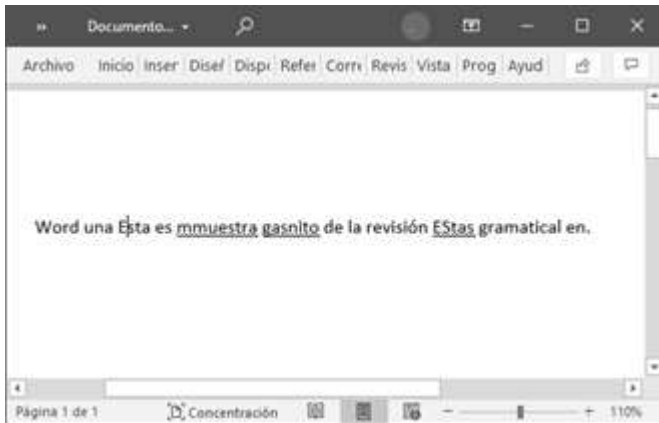 Documento...
Archivo Inicio Inser Diseñ Dispo Refer Corre Revis Vista Prog Ayud
Word una Esta es mmuestra gasnito de la revisión EStas gramatical en.
Página 1 de 1 Concentración 110%